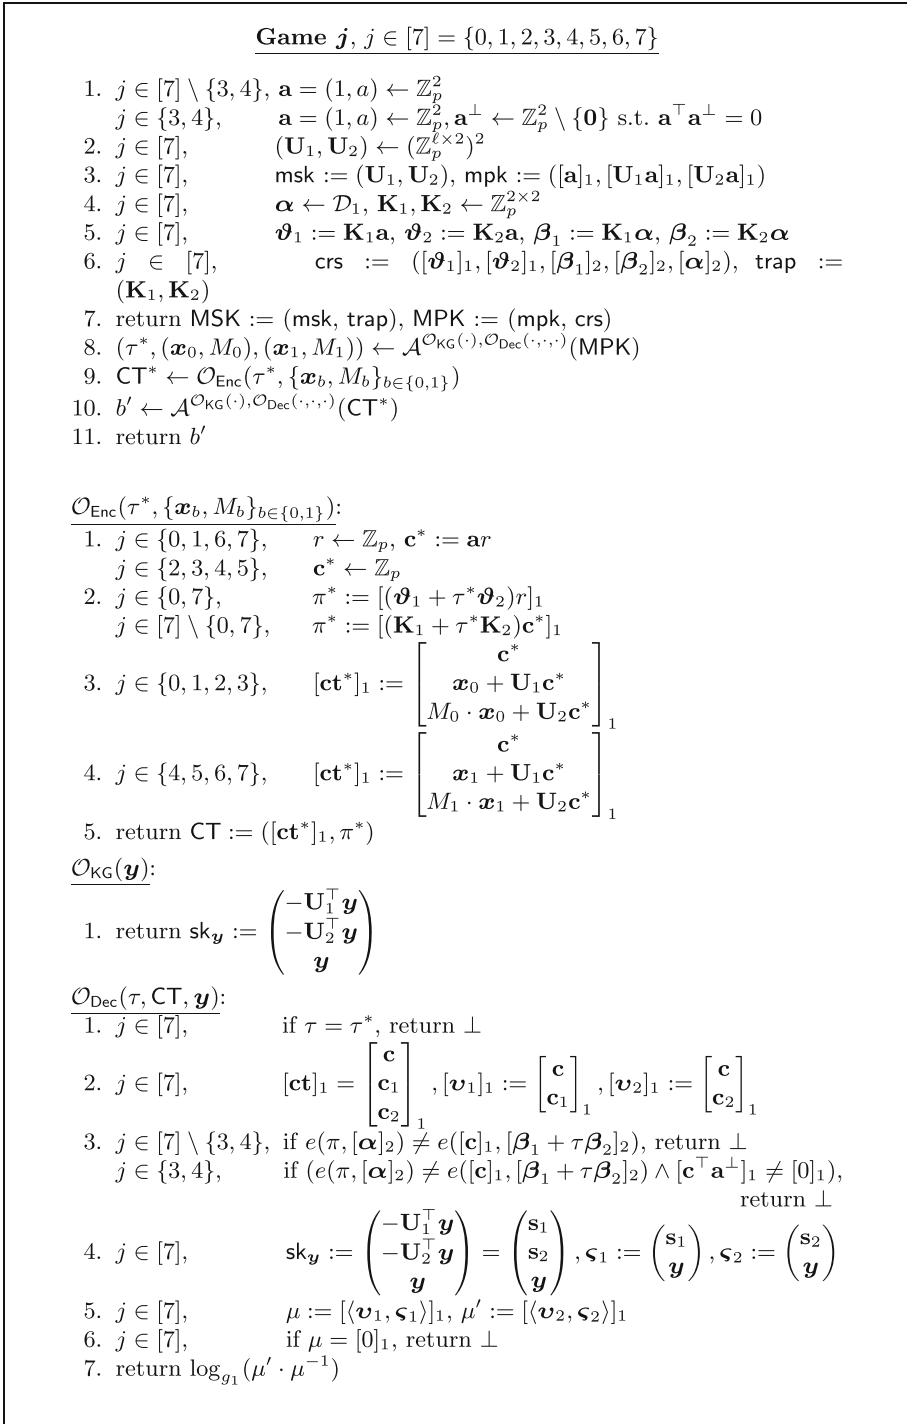 Game j, j ∈ [7] = {0, 1, 2, 3, 4, 5, 6, 7}
1. j ∈ [7] \ {3, 4}, a = (1, a) ← ℤ_p^2
j ∈ {3, 4}, a = (1, a) ← ℤ_p^2, a^⊥ ← ℤ_p^2 \ {0} s.t. a^⊤a^⊥ = 0
2. j ∈ [7], (U_1, U_2) ← (ℤ_p^{ℓ×2})^2
3. j ∈ [7], msk := (U_1, U_2), mpk := ([a]_1, [U_1a]_1, [U_2a]_1)
4. j ∈ [7], α ← 𝒟_1, K_1, K_2 ← ℤ_p^{2×2}
5. j ∈ [7], ϑ_1 := K_1a, ϑ_2 := K_2a, β_1 := K_1α, β_2 := K_2α
6. j ∈ [7], crs := ([ϑ_1]_1, [ϑ_2]_1, [β_1]_2, [β_2]_2, [α]_2), trap :=
(K_1, K_2)
7. return MSK := (msk, trap), MPK := (mpk, crs)
8. (τ*, (x_0, M_0), (x_1, M_1)) ← 𝒜^{𝒪_KG(·),𝒪_Dec(·,·,·)}(MPK)
9. CT* ← 𝒪_Enc(τ*, {x_b, M_b}_{b∈{0,1}})
10. b′ ← 𝒜^{𝒪_KG(·),𝒪_Dec(·,·,·)}(CT*)
11. return b′
𝒪_Enc(τ*, {x_b, M_b}_{b∈{0,1}}):
1. j ∈ {0, 1, 6, 7}, r ← ℤ_p, c* := ar
j ∈ {2, 3, 4, 5}, c* ← ℤ_p
2. j ∈ {0, 7}, π* := [(ϑ_1 + τ*ϑ_2)r]_1
j ∈ [7] \ {0, 7}, π* := [(K_1 + τ*K_2)c*]_1
3. j ∈ {0, 1, 2, 3}, [ct*]_1 := [c* ; x_0 + U_1c* ; M_0 · x_0 + U_2c*]_1
4. j ∈ {4, 5, 6, 7}, [ct*]_1 := [c* ; x_1 + U_1c* ; M_1 · x_1 + U_2c*]_1
5. return CT := ([ct*]_1, π*)
𝒪_KG(y):
1. return sk_y := (−U_1^⊤y ; −U_2^⊤y ; y)
𝒪_Dec(τ, CT, y):
1. j ∈ [7], if τ = τ*, return ⊥
2. j ∈ [7], [ct]_1 = [c ; c_1 ; c_2]_1, [υ_1]_1 := [c ; c_1]_1, [υ_2]_1 := [c ; c_2]_1
3. j ∈ [7] \ {3, 4}, if e(π, [α]_2) ≠ e([c]_1, [β_1 + τβ_2]_2), return ⊥
j ∈ {3, 4}, if (e(π, [α]_2) ≠ e([c]_1, [β_1 + τβ_2]_2) ∧ [c^⊤a^⊥]_1 ≠ [0]_1),
return ⊥
4. j ∈ [7], sk_y := (−U_1^⊤y ; −U_2^⊤y ; y) = (s_1 ; s_2 ; y), ς_1 := (s_1 ; y), ς_2 := (s_2 ; y)
5. j ∈ [7], μ := [⟨υ_1, ς_1⟩]_1, μ′ := [⟨υ_2, ς_2⟩]_1
6. j ∈ [7], if μ = [0]_1, return ⊥
7. return log_{g_1}(μ′ · μ^{−1})